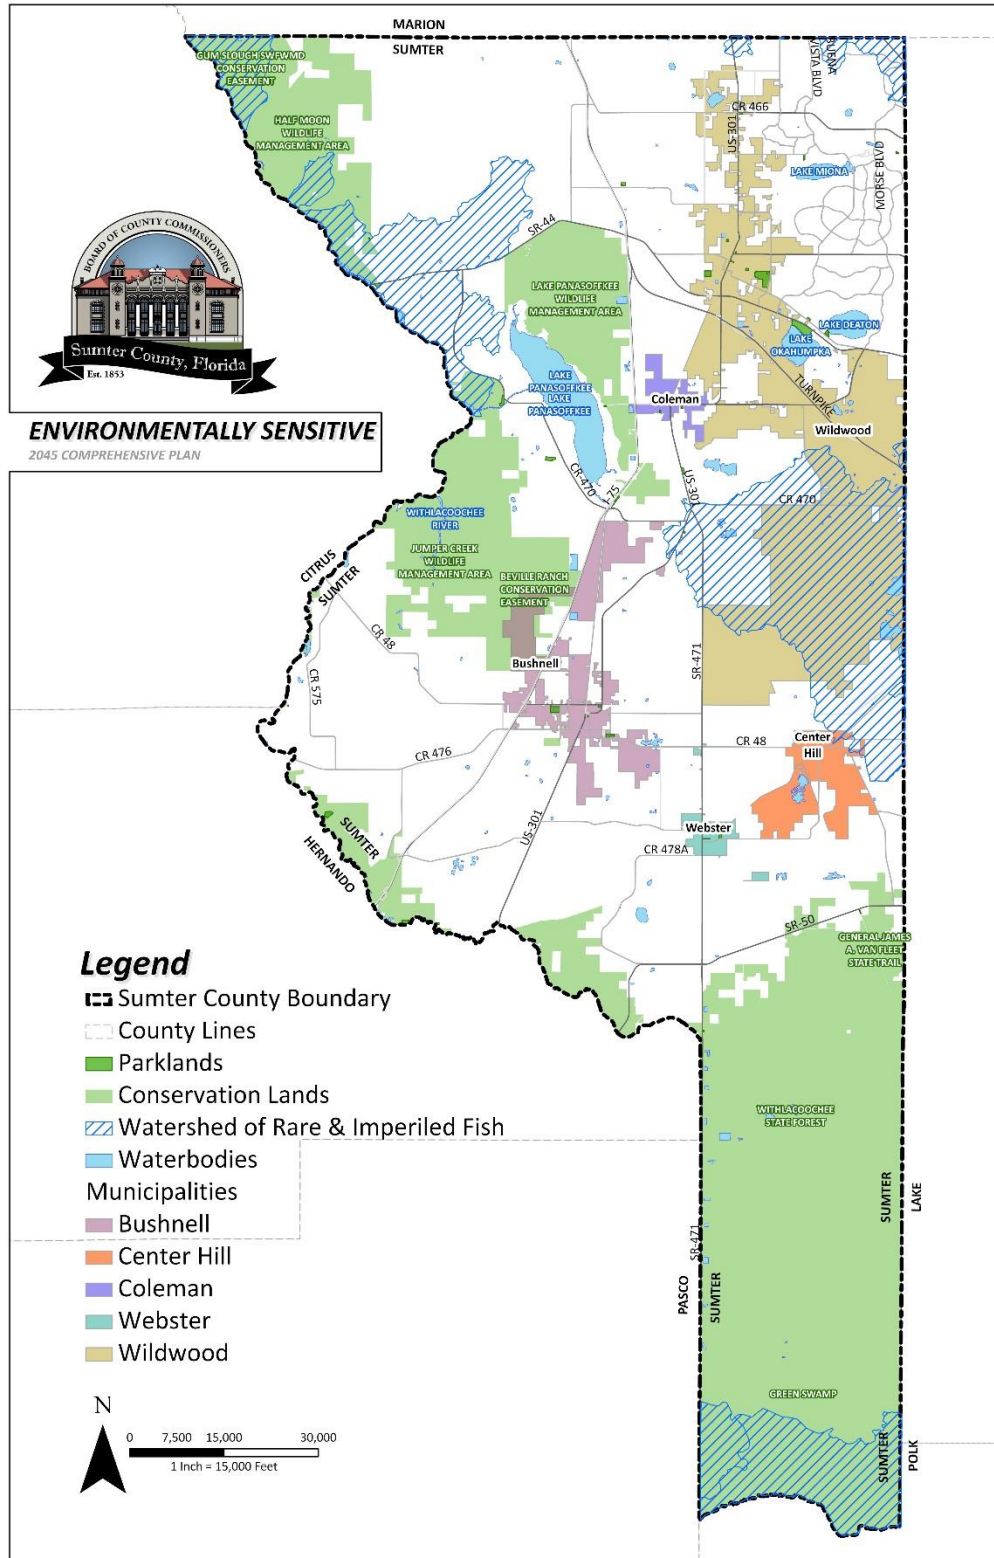 MARION
SUMTER
GUM SLOUGH SWFWMD
CONSERVATION
EASEMENT
BUENA
VISTA BLVD
CR 466
US-301
HALF MOON
WILDLIFE
MANAGEMENT AREA
LAKE MIONA
MORSE BLVD
BOARD OF COUNTY COMMISSIONERS
Sumter County, Florida
Est. 1853
SR-44
LAKE PANASOFFKEE
WILDLIFE
MANAGEMENT AREA
LAKE DEATON
LAKE
OKAHUMPKA
LAKE
PANASOFFKEE
LAKE
PANASOFFKEE
TURNPIKE
Coleman
Wildwood
ENVIRONMENTALLY SENSITIVE
2045 COMPREHENSIVE PLAN
CR-470
I-75
US-301
CR 470
WITHLACOOCHEE
RIVER
JUMPER CREEK
WILDLIFE
MANAGEMENT AREA
BEVILLE RANCH
CONSERVATION
EASEMENT
CITRUS
SUMTER
CR 48
CR 575
Bushnell
SR-471
CR 476
CR 48
Center
Hill
SUMTER
HERNANDO
US-301
Webster
CR 478A
SR-50
GENERAL JAMES
A. VAN FLEET
STATE TRAIL
Legend
Sumter County Boundary
County Lines
Parklands
Conservation Lands
Watershed of Rare & Imperiled Fish
Waterbodies
Municipalities
Bushnell
Center Hill
Coleman
Webster
Wildwood
WITHLACOOCHEE
STATE FOREST
SUMTER
LAKE
SR-471
PASCO
SUMTER
GREEN SWAMP
SUMTER
POLK
N
0 7,500 15,000 30,000
1 Inch = 15,000 Feet